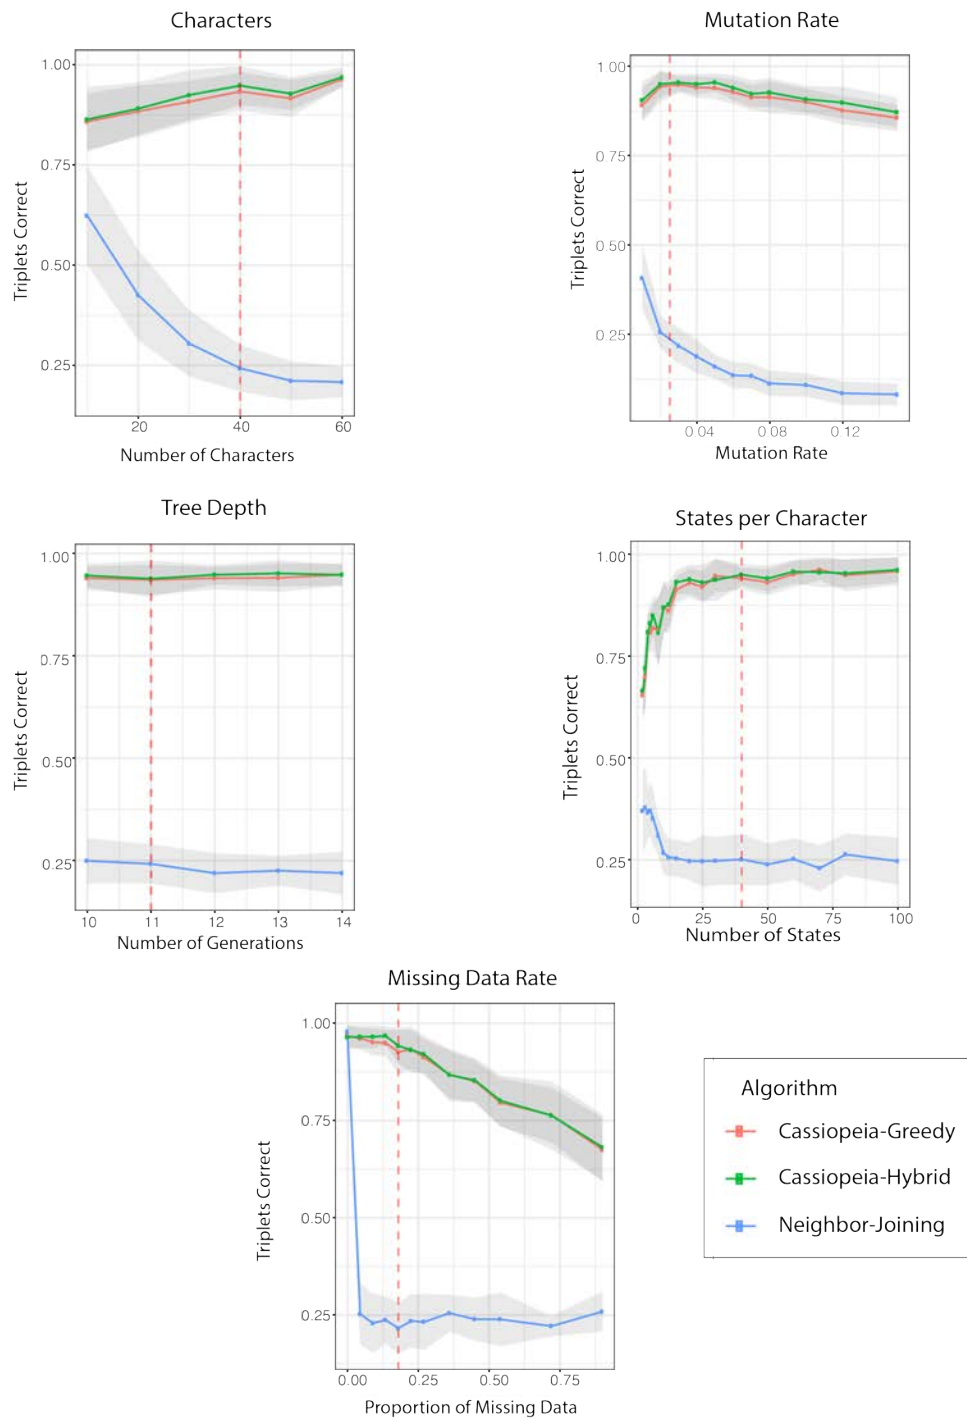 Characters
1.00
0.75
0.50
0.25
Triplets Correct
20 40 60
Number of Characters
Mutation Rate
1.00
0.75
0.50
0.25
Triplets Correct
0.04 0.08 0.12
Mutation Rate
Tree Depth
1.00
0.75
0.50
0.25
Triplets Correct
10 11 12 13 14
Number of Generations
States per Character
1.00
0.75
0.50
0.25
Triplets Correct
0 25 50 75 100
Number of States
Missing Data Rate
1.00
0.75
0.50
0.25
Triplets Correct
0.00 0.25 0.50 0.75
Proportion of Missing Data
Algorithm
Cassiopeia-Greedy
Cassiopeia-Hybrid
Neighbor-Joining